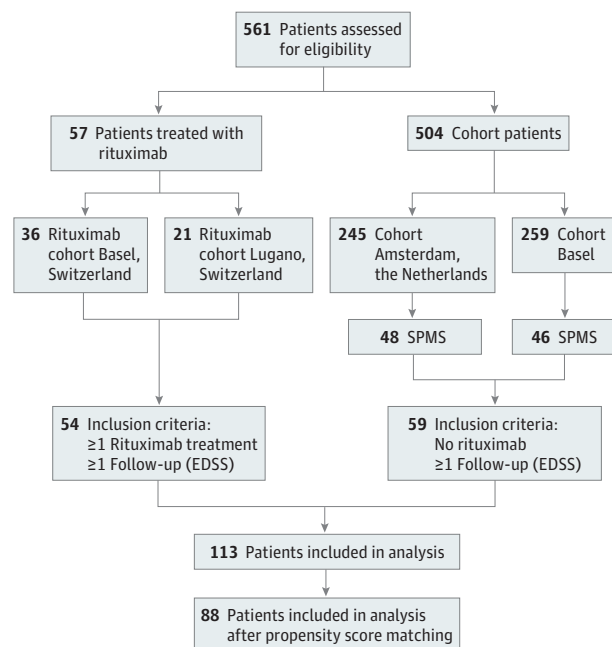 561 Patients assessed
for eligibility
57 Patients treated with
rituximab
504 Cohort patients
36 Rituximab
cohort Basel,
Switzerland
21 Rituximab
cohort Lugano,
Switzerland
245 Cohort
Amsterdam,
the Netherlands
259 Cohort
Basel
48 SPMS
46 SPMS
54 Inclusion criteria:
≥1 Rituximab treatment
≥1 Follow-up (EDSS)
59 Inclusion criteria:
No rituximab
≥1 Follow-up (EDSS)
113 Patients included in analysis
88 Patients included in analysis
after propensity score matching